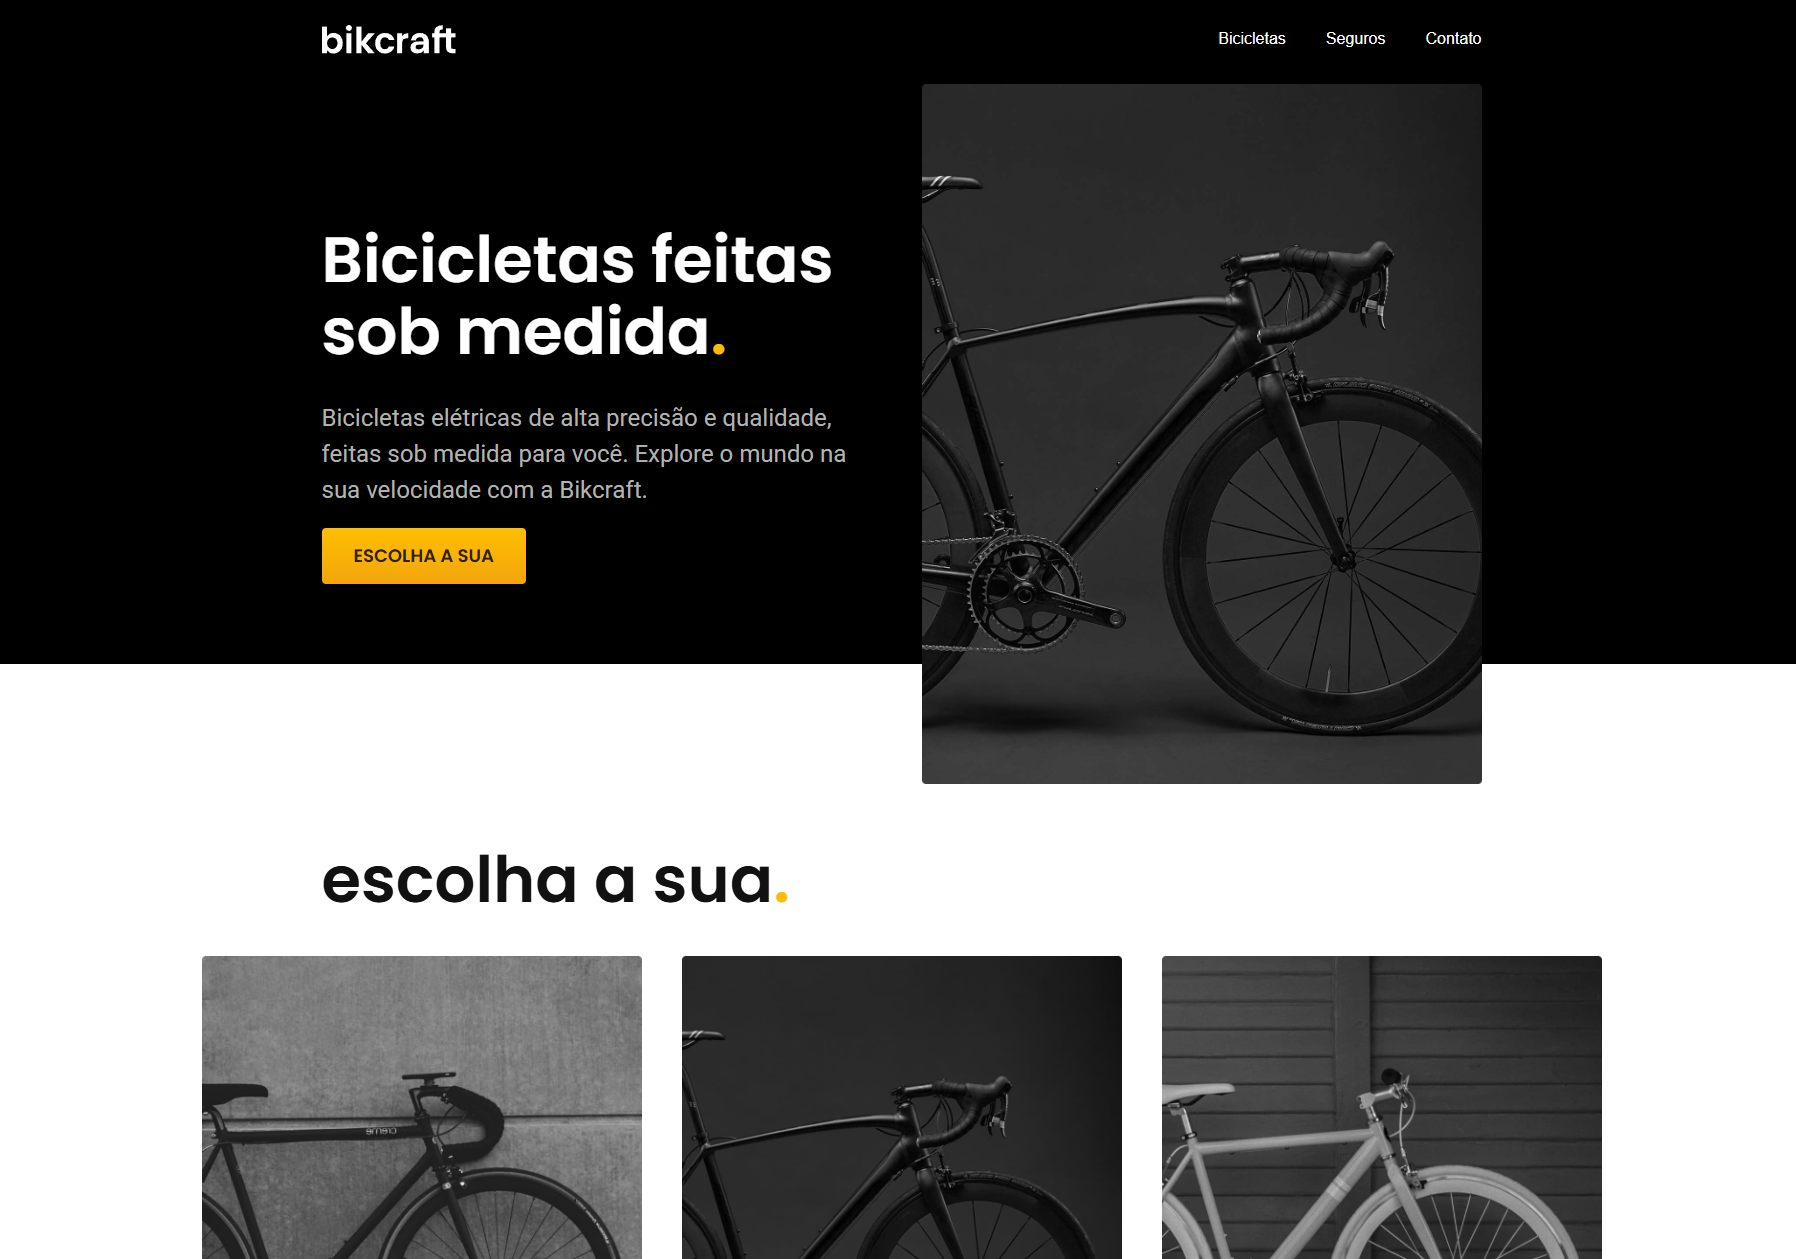 bikcraft
Bicicletas Seguros Contato
Bicicletas feitas
sob medida.
Bicicletas elétricas de alta precisão e qualidade,
feitas sob medida para você. Explore o mundo na
sua velocidade com a Bikcraft.
ESCOLHA A SUA
escolha a sua.